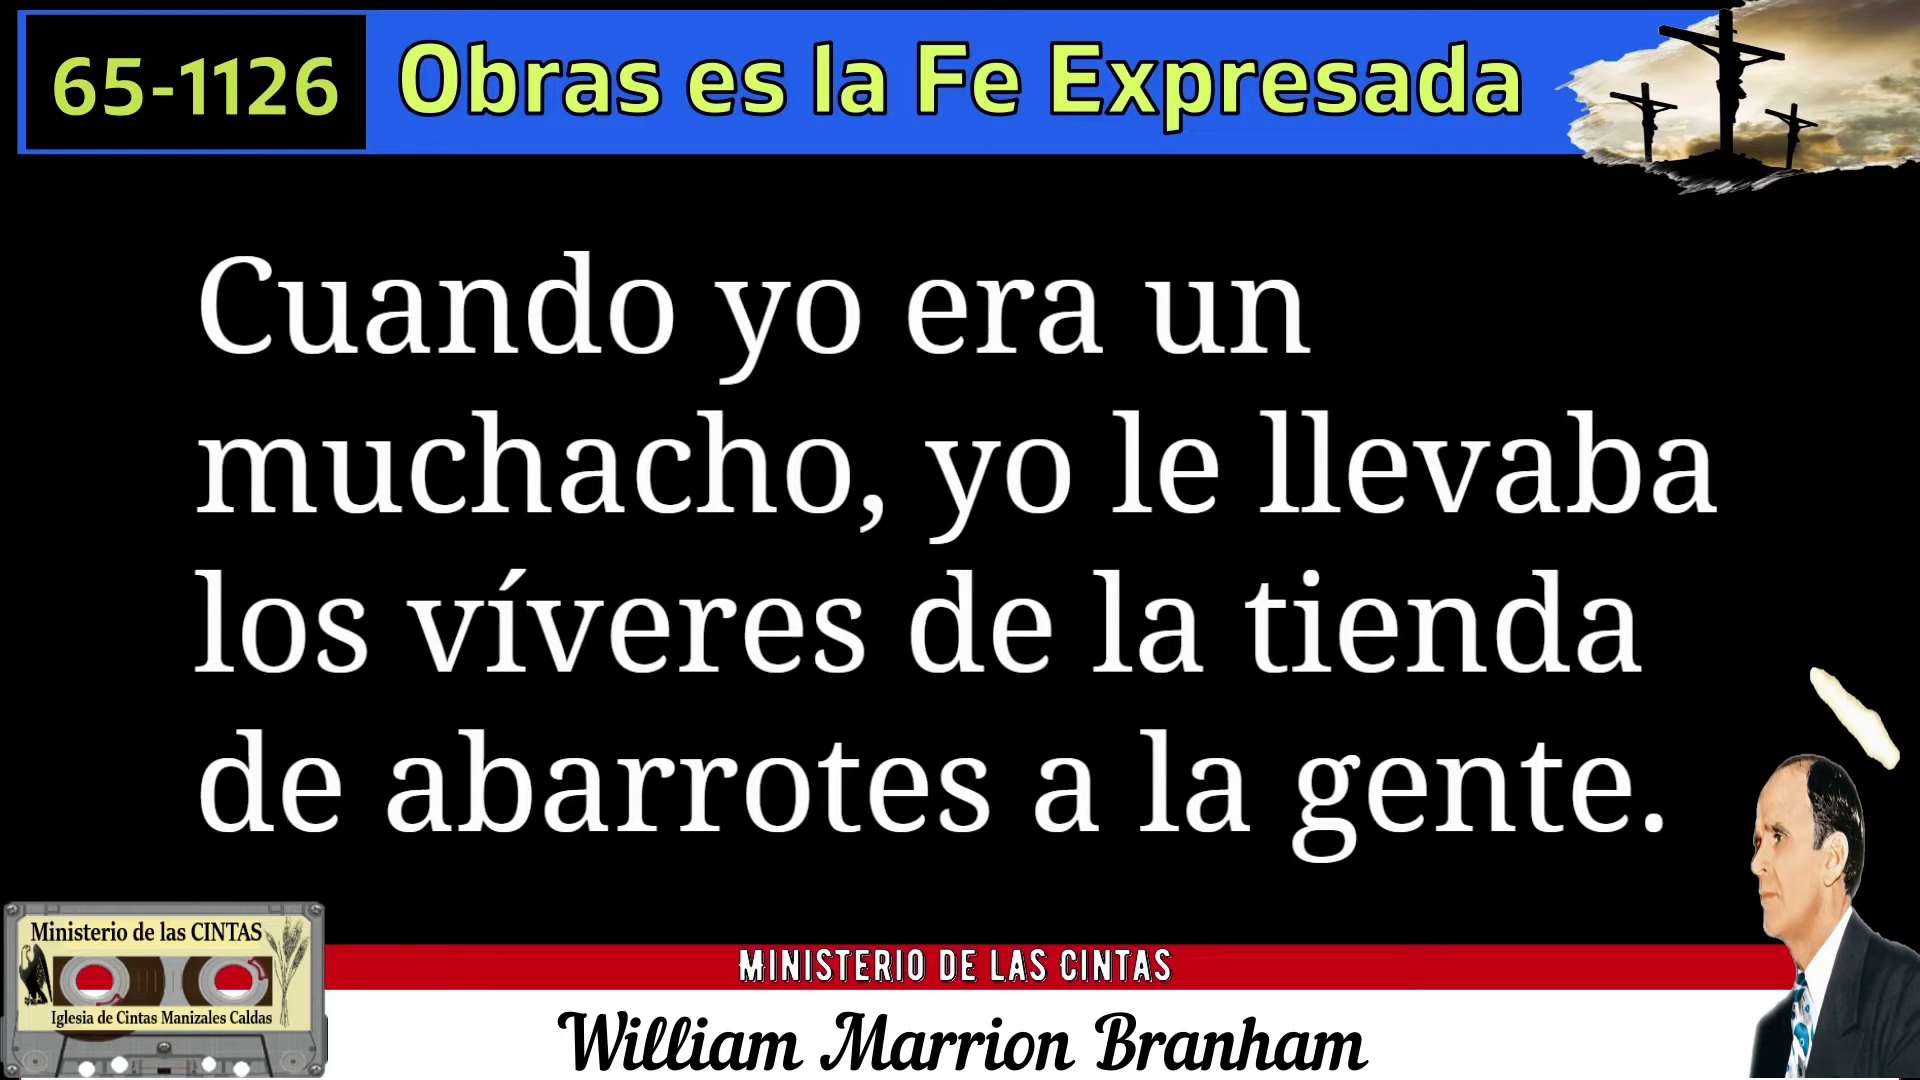 65-1126
Obras es la Fe Expresada
Cuando yo era un
muchacho, yo le llevaba
los víveres de la tienda
de abarrotes a la gente.
Ministerio de las CINTAS
Iglesia de Cintas Manizales Caldas
MINISTERIO DE LAS CINTAS
William Marrion Branham